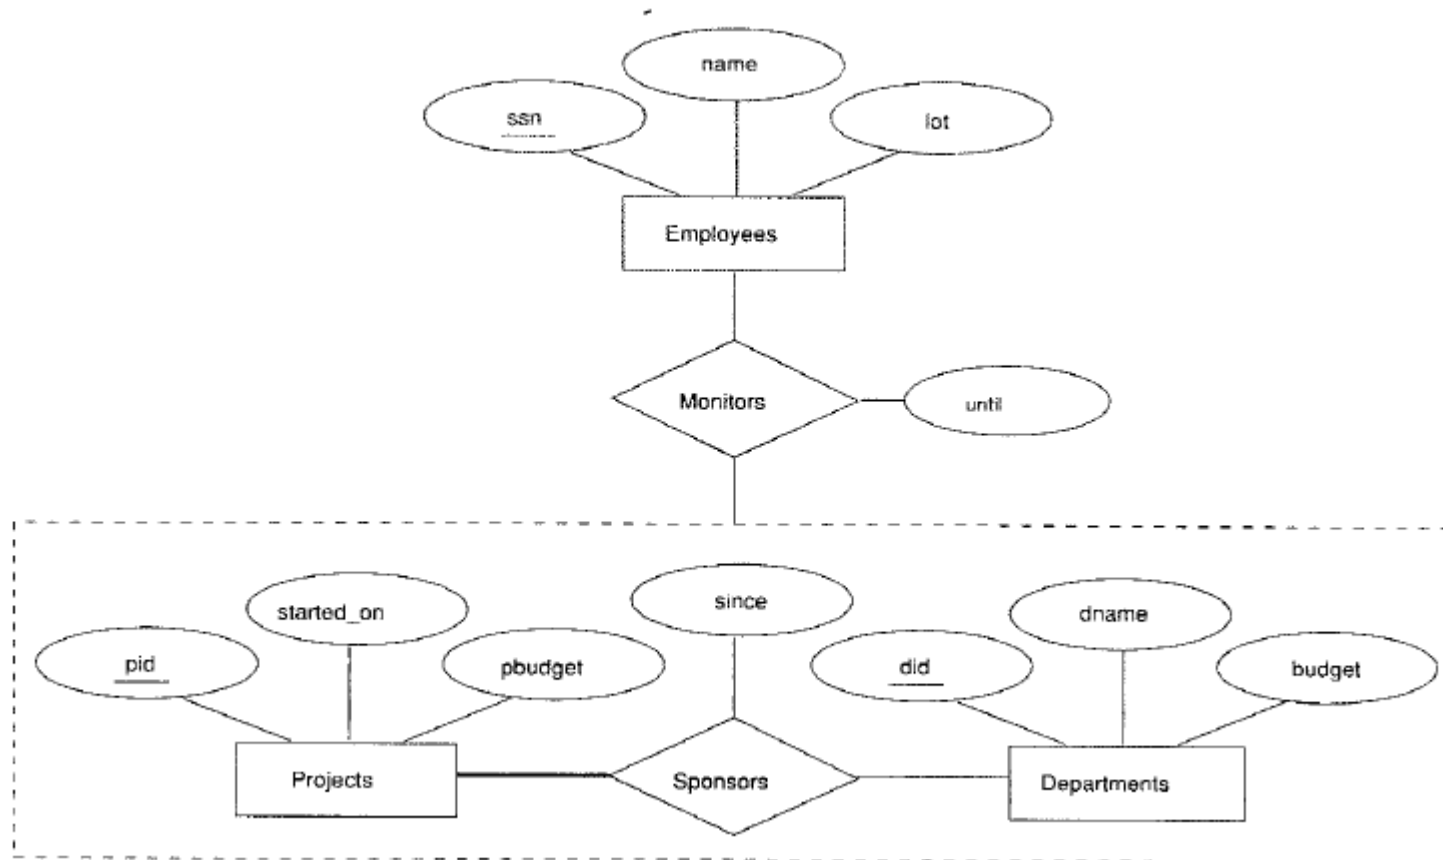 name
ssn
lot
Employees
Monitors
until
since
started_on
dname
pid
pbudget
did
budget
Projects
Sponsors
Departments